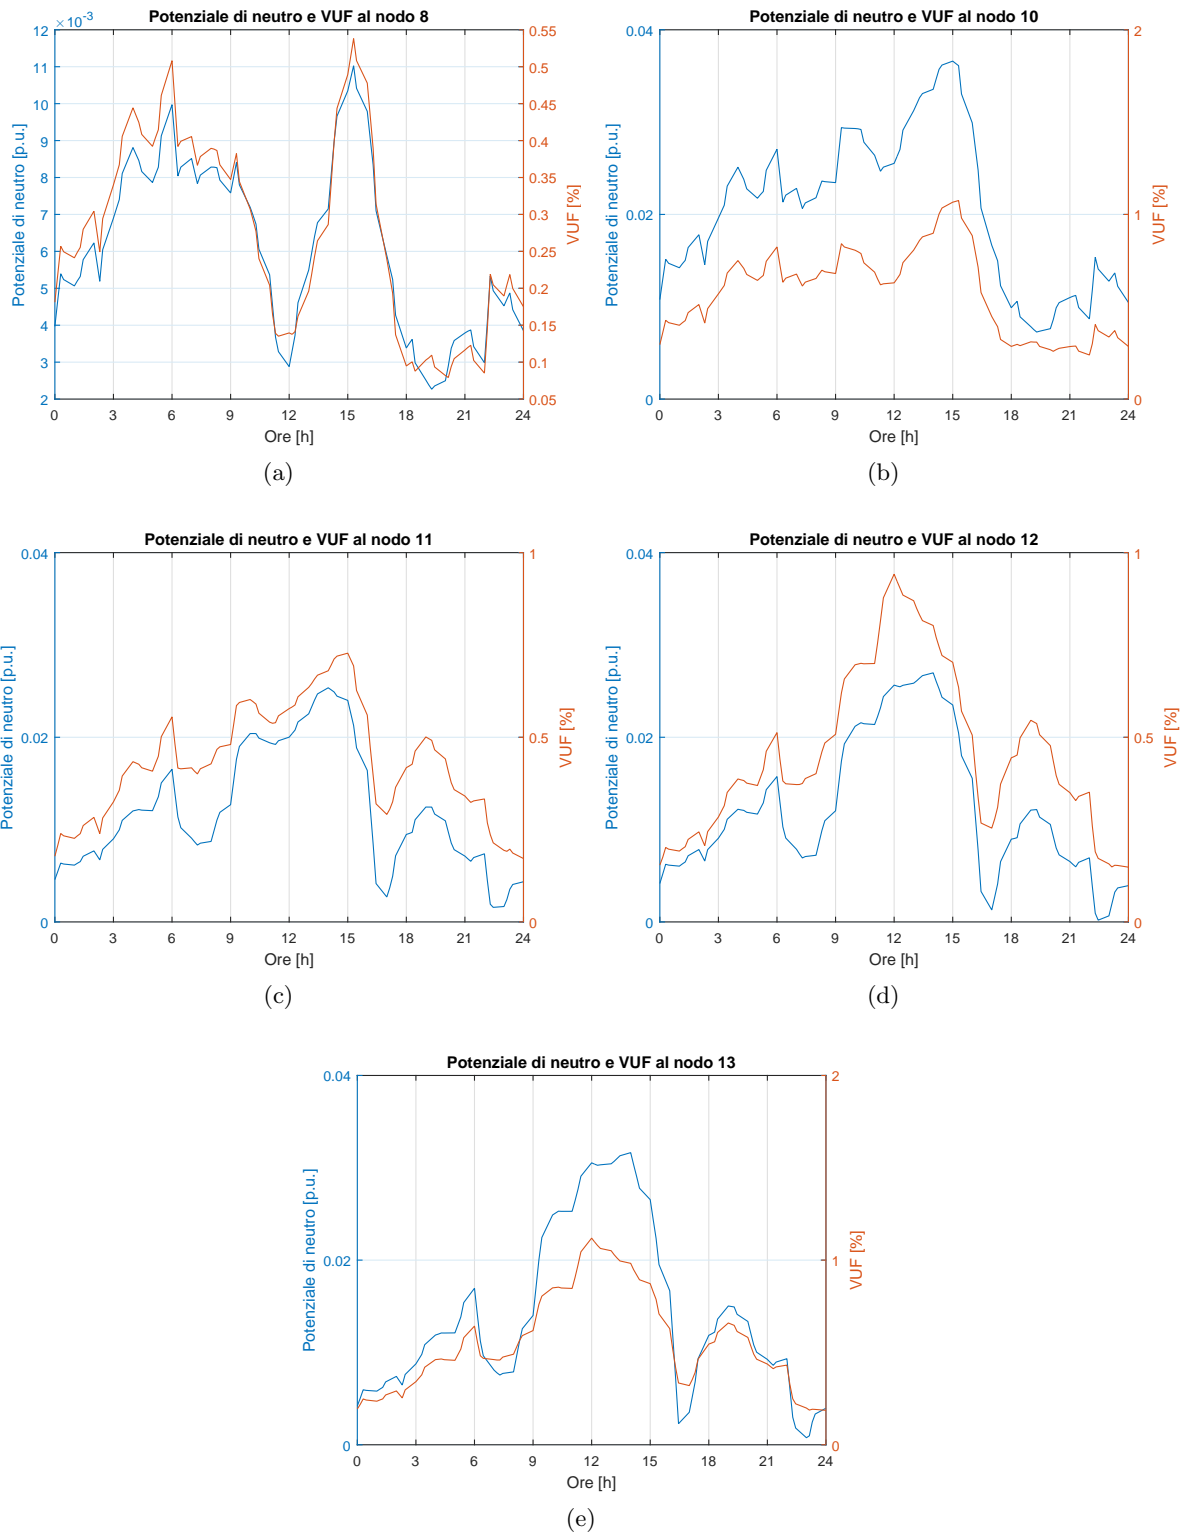 Potenziale di neutro e VUF al nodo 8
×10-3
12
11
10
9
8
7
6
5
4
3
2
Potenziale di neutro [p.u.]
0.55
0.5
0.45
0.4
0.35
0.3
0.25
0.2
0.15
0.1
0.05
VUF [%]
0 3 6 9 12 15 18 21 24
Ore [h]
(a)
Potenziale di neutro e VUF al nodo 10
0.04
0.02
0
Potenziale di neutro [p.u.]
2
1
0
VUF [%]
0 3 6 9 12 15 18 21 24
Ore [h]
(b)
Potenziale di neutro e VUF al nodo 11
0.04
0.02
0
Potenziale di neutro [p.u.]
1
0.5
0
VUF [%]
0 3 6 9 12 15 18 21 24
Ore [h]
(c)
Potenziale di neutro e VUF al nodo 12
0.04
0.02
0
Potenziale di neutro [p.u.]
1
0.5
0
VUF [%]
0 3 6 9 12 15 18 21 24
Ore [h]
(d)
Potenziale di neutro e VUF al nodo 13
0.04
0.02
0
Potenziale di neutro [p.u.]
2
1
0
VUF [%]
0 3 6 9 12 15 18 21 24
Ore [h]
(e)